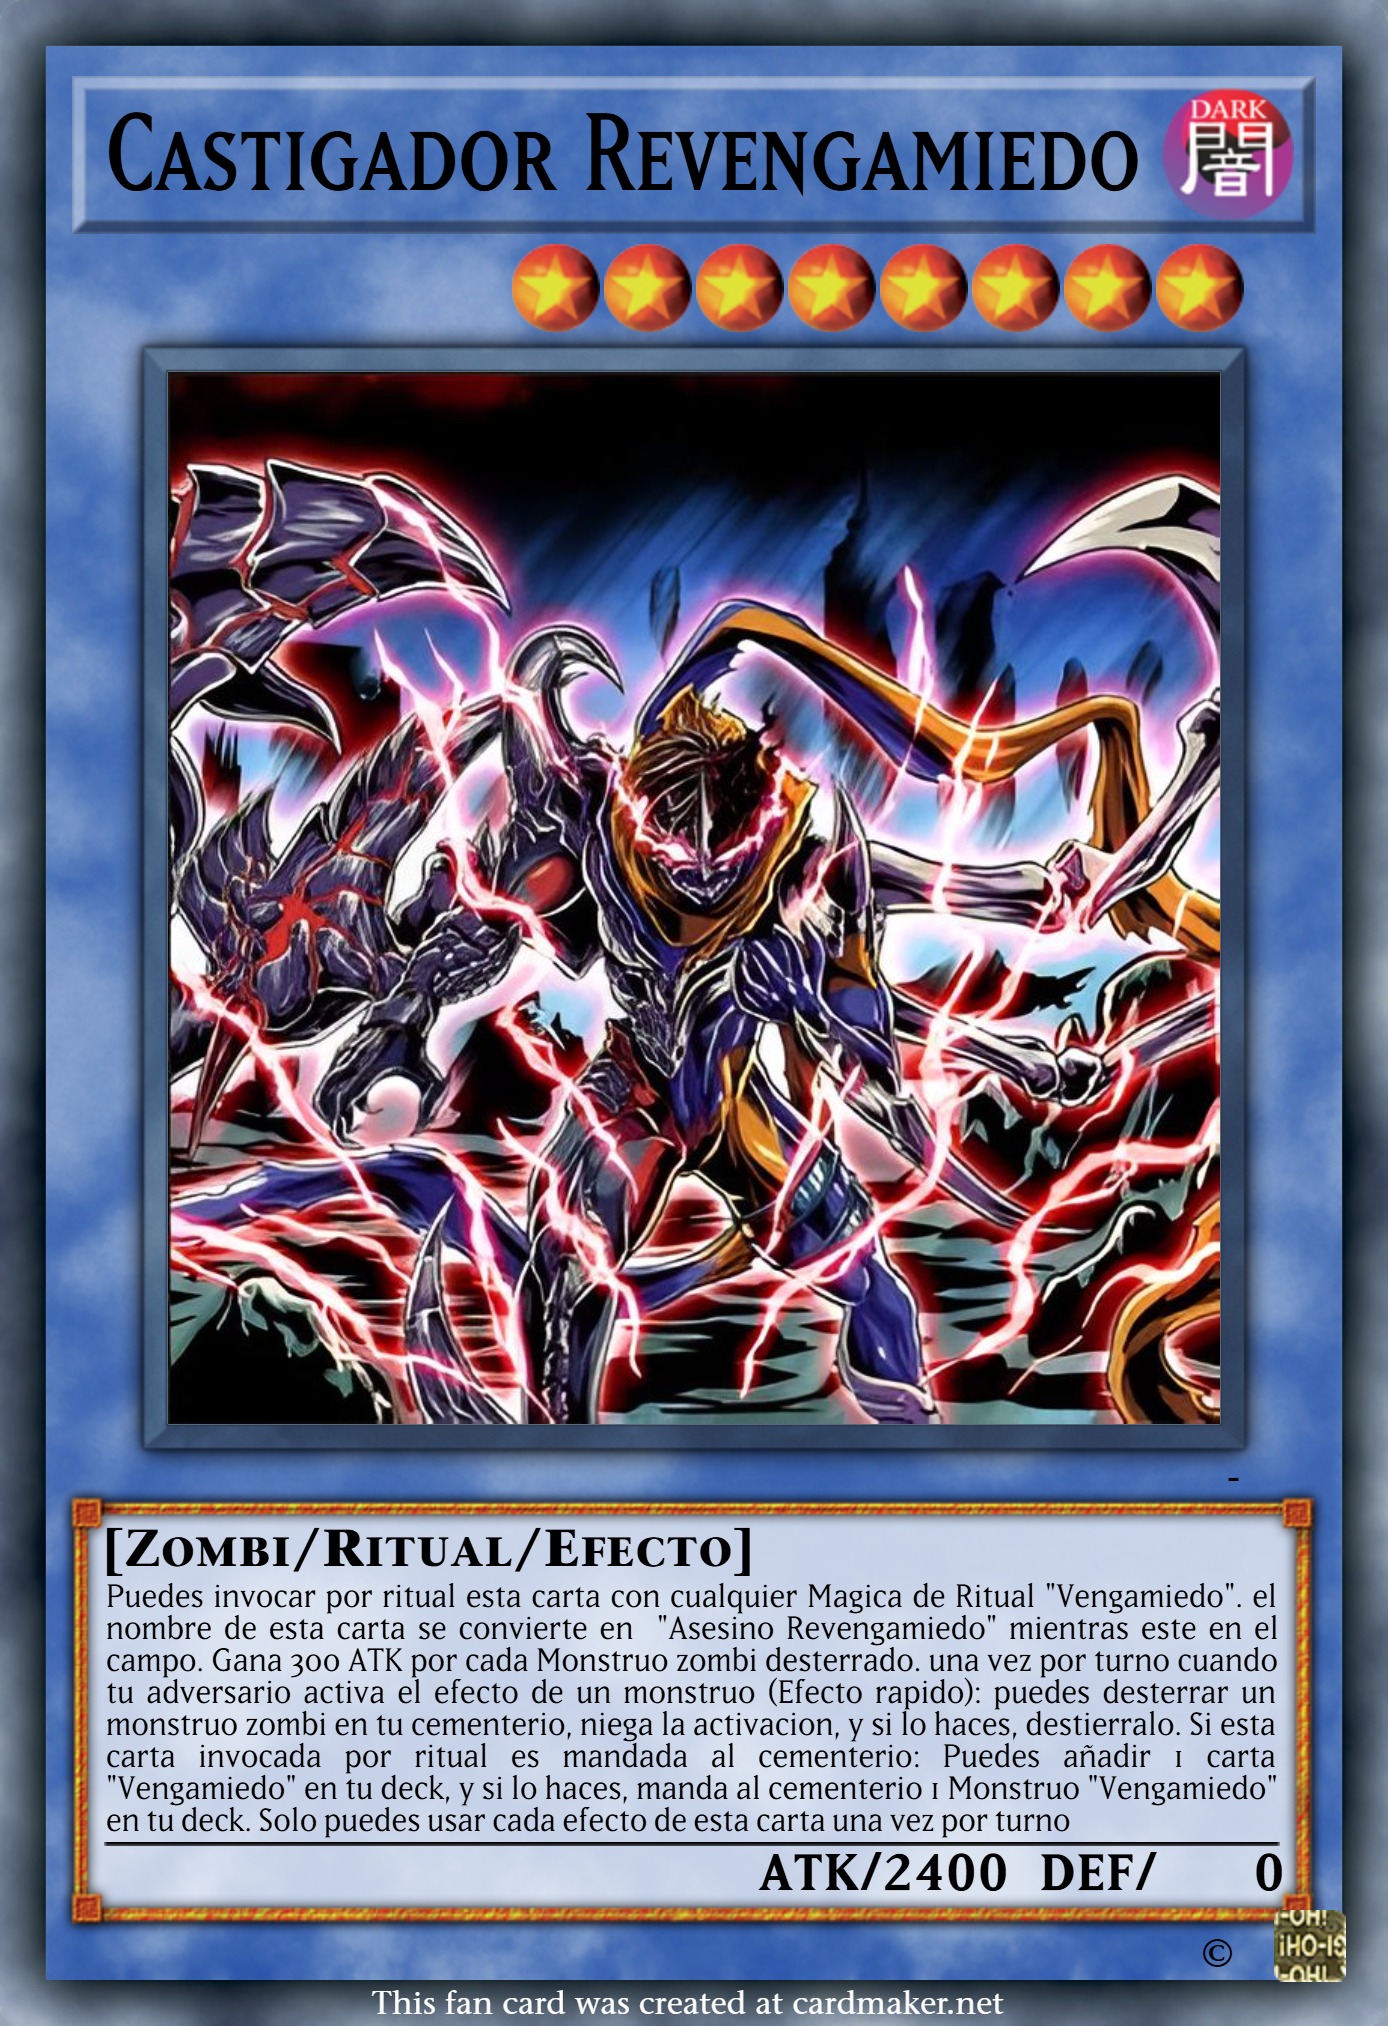 Castigador Revengamiedo
DARK
闇
[Zombi/Ritual/Efecto]
Puedes invocar por ritual esta carta con cualquier Magica de Ritual "Vengamiedo". el
nombre de esta carta se convierte en "Asesino Revengamiedo" mientras este en el
campo. Gana 300 ATK por cada Monstruo zombi desterrado. una vez por turno cuando
tu adversario activa el efecto de un monstruo (Efecto rapido): puedes desterrar un
monstruo zombi en tu cementerio, niega la activacion, y si lo haces, destierralo. Si esta
carta invocada por ritual es mandada al cementerio: Puedes añadir 1 carta
"Vengamiedo" en tu deck, y si lo haces, manda al cementerio 1 Monstruo "Vengamiedo"
en tu deck. Solo puedes usar cada efecto de esta carta una vez por turno
ATK/2400 DEF/ 0
©
This fan card was created at cardmaker.net